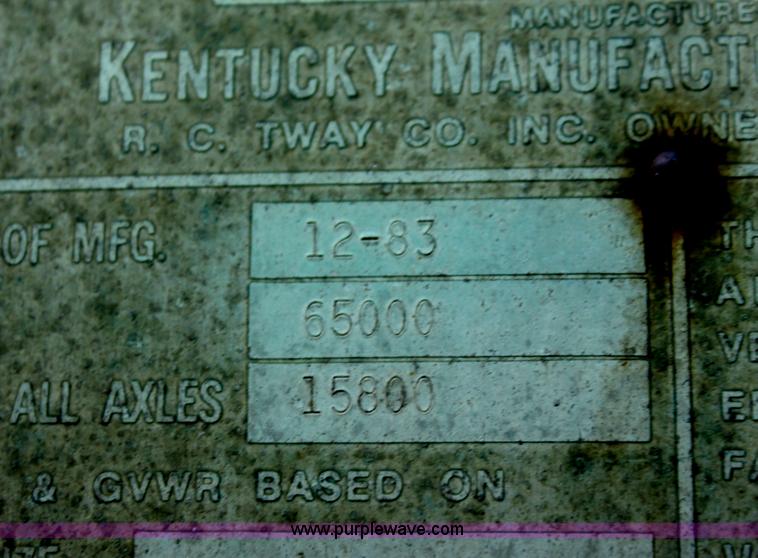 MANUFACTURE
KENTUCKY MANUFACT
R. C. TWAY CO. INC. OWNE
OF MFG. 12-83 TH
65000
ALL AXLES 15800
& GVWR BASED ON
www.purplewave.com